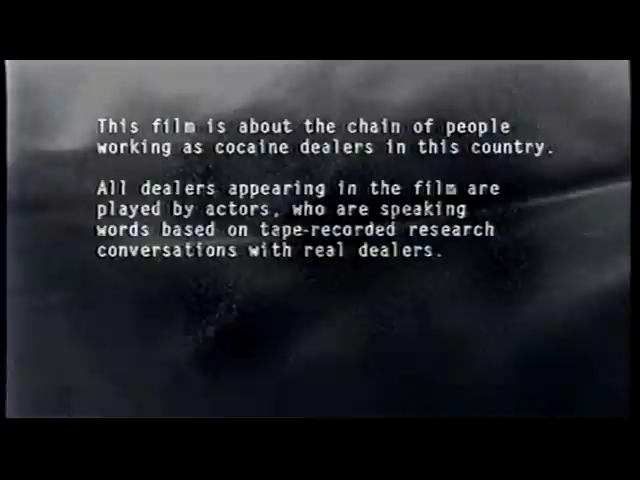 This film is about the chain of people
working as cocaine dealers in this country.
All dealers appearing in the film are
played by actors, who are speaking
words based on tape-recorded research
conversations with real dealers.